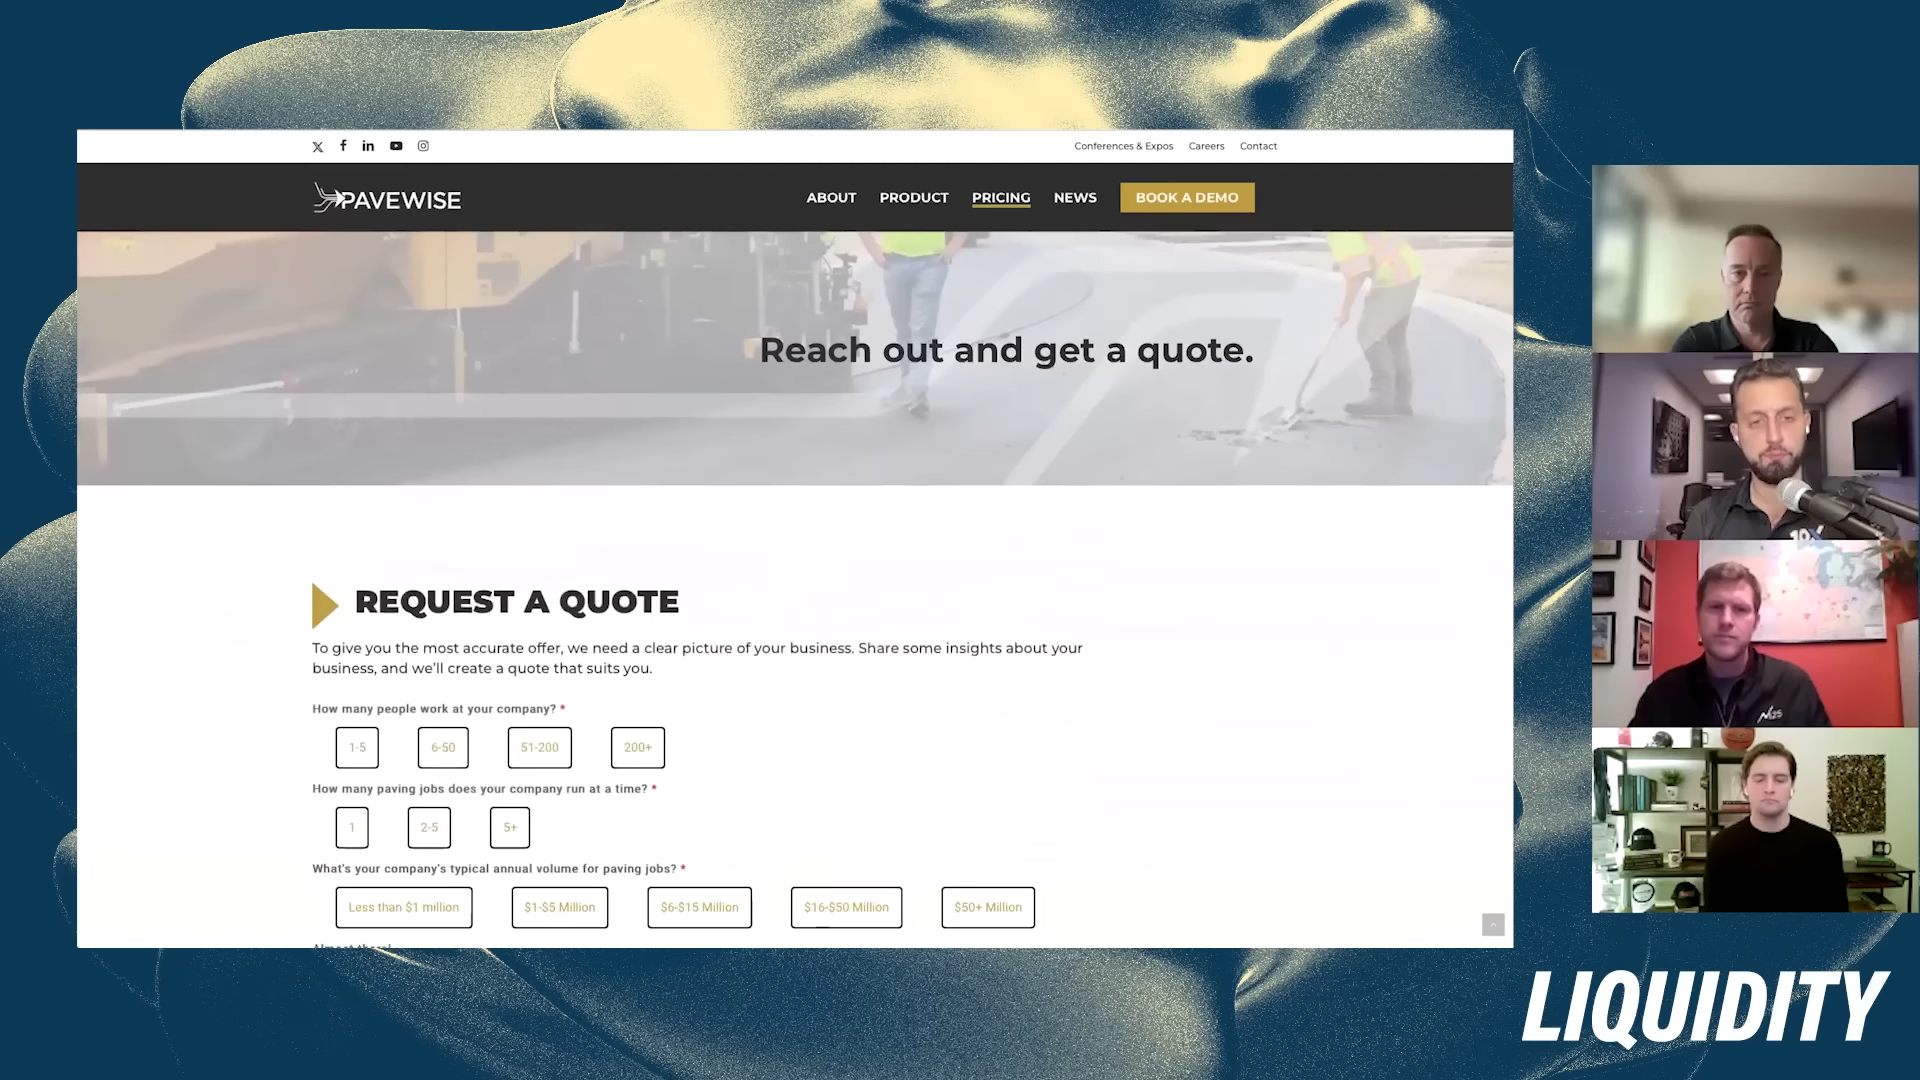 Conferences & Expos Careers Contact
PAVEWISE
ABOUT PRODUCT PRICING NEWS BOOK A DEMO
Reach out and get a quote.
REQUEST A QUOTE
To give you the most accurate offer, we need a clear picture of your business. Share some insights about your
business, and we'll create a quote that suits you.
How many people work at your company? *
1-5 6-50 51-200 200+
How many paving jobs does your company run at a time? *
1 2-5 5+
What's your company's typical annual volume for paving jobs? *
Less than $1 million $1-$5 Million $6-$15 Million $16-$50 Million $50+ Million
LIQUIDITY